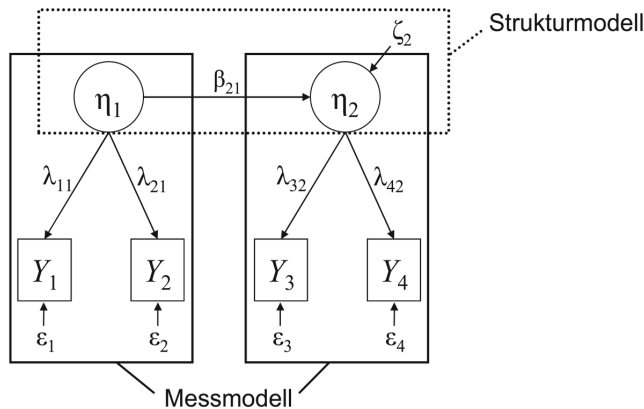 Strukturmodell
ζ2
η1
β21
η2
λ11
λ21
λ32
λ42
Y1
Y2
Y3
Y4
ε1
ε2
ε3
ε4
Messmodell